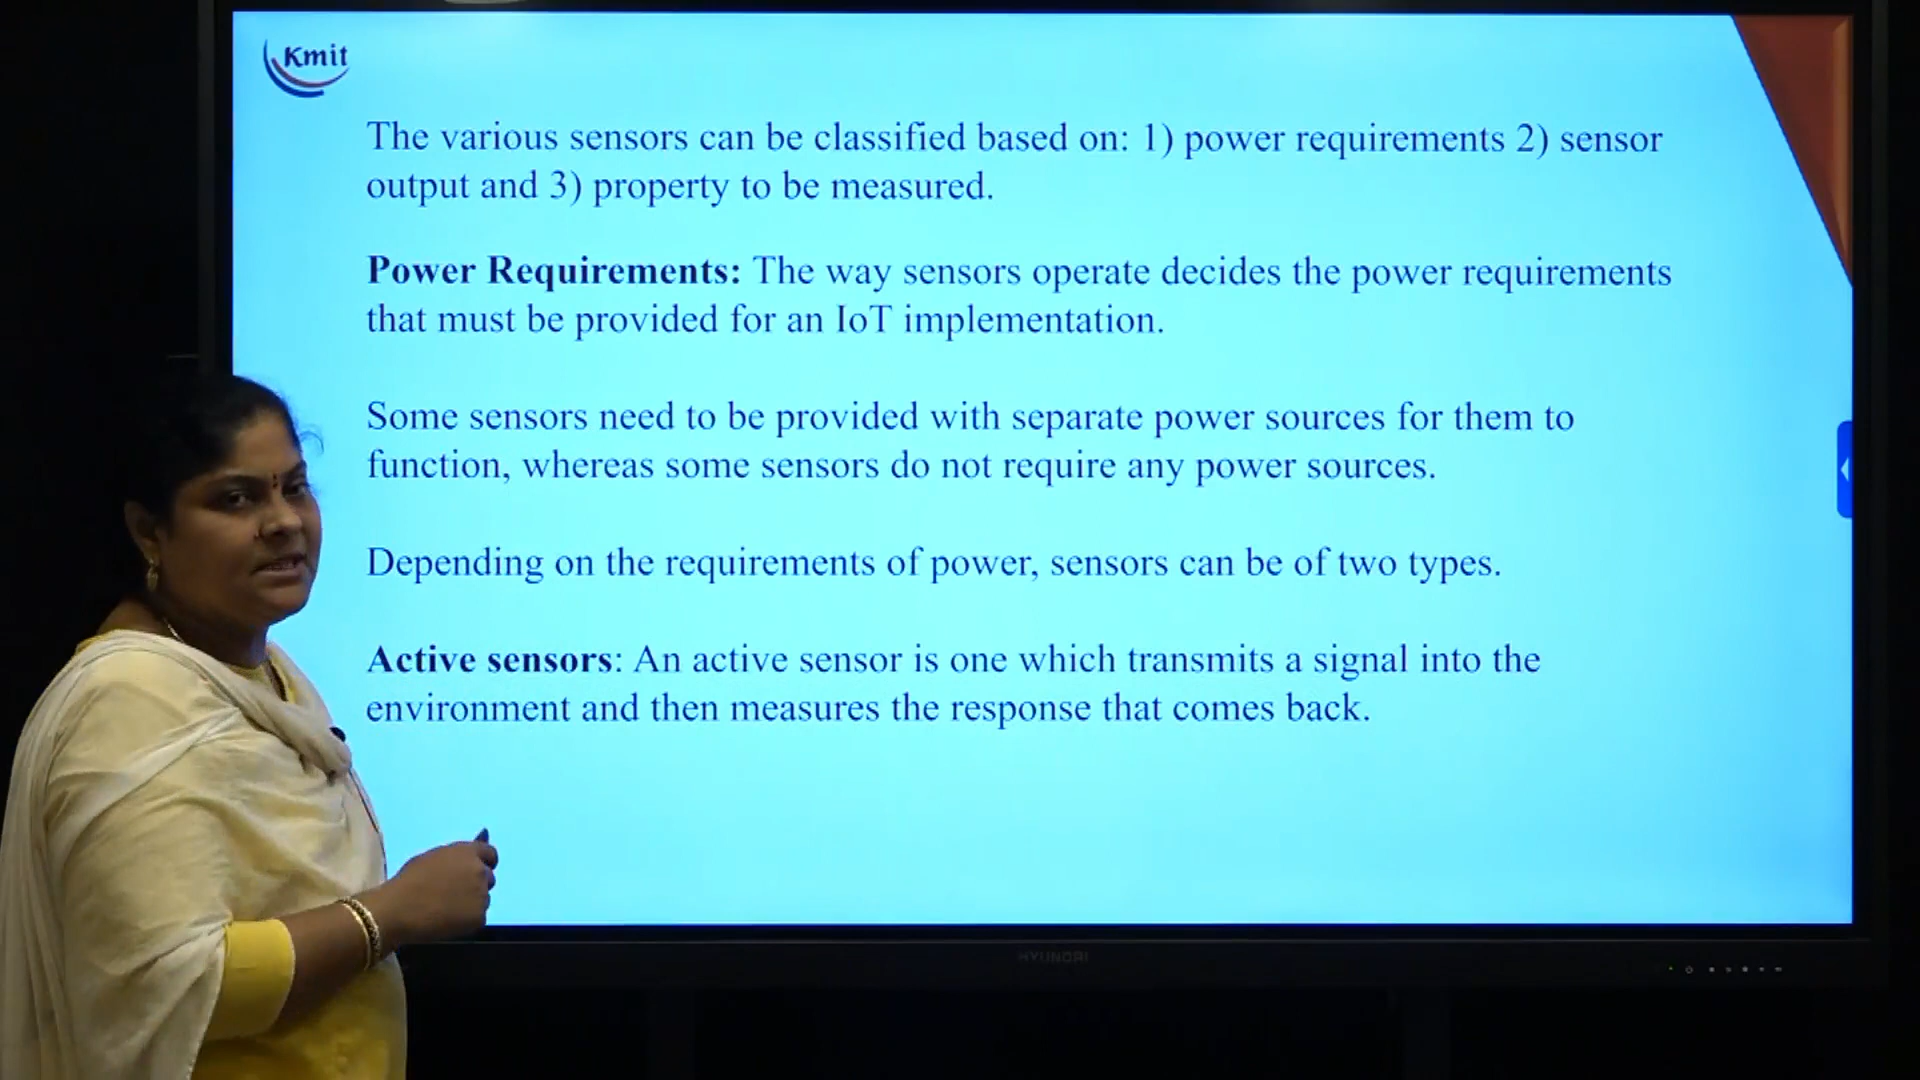 Kmit
The various sensors can be classified based on: 1) power requirements 2) sensor
output and 3) property to be measured.
Power Requirements: The way sensors operate decides the power requirements
that must be provided for an IoT implementation.
Some sensors need to be provided with separate power sources for them to
function, whereas some sensors do not require any power sources.
Depending on the requirements of power, sensors can be of two types.
Active sensors: An active sensor is one which transmits a signal into the
environment and then measures the response that comes back.
HYUNDAI